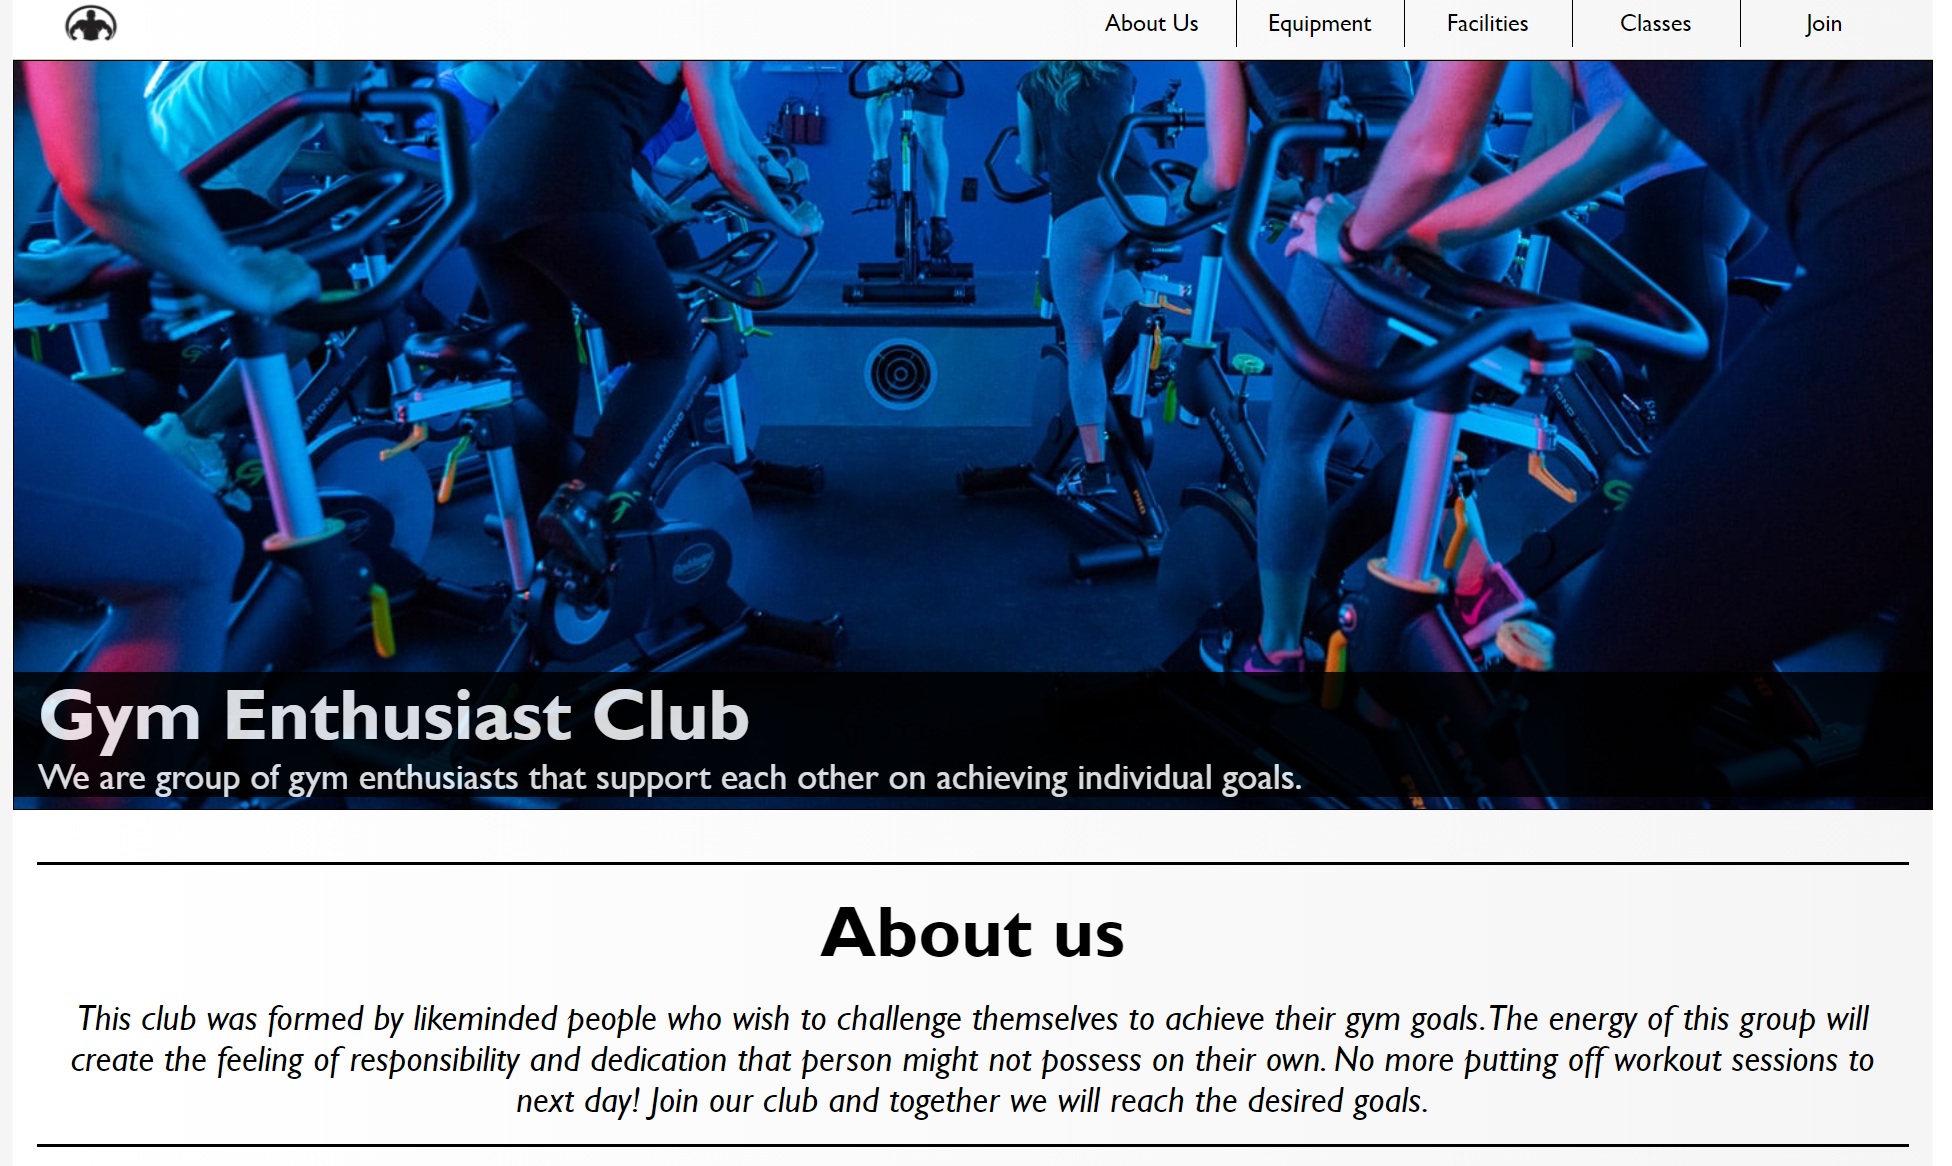 About Us
Equipment
Facilities
Classes
Join
LeMOND
LeMOND
LeMOND
PRO
Gym Enthusiast Club
We are group of gym enthusiasts that support each other on achieving individual goals.
About us
This club was formed by likeminded people who wish to challenge themselves to achieve their gym goals. The energy of this group will
create the feeling of responsibility and dedication that person might not possess on their own. No more putting off workout sessions to
next day! Join our club and together we will reach the desired goals.